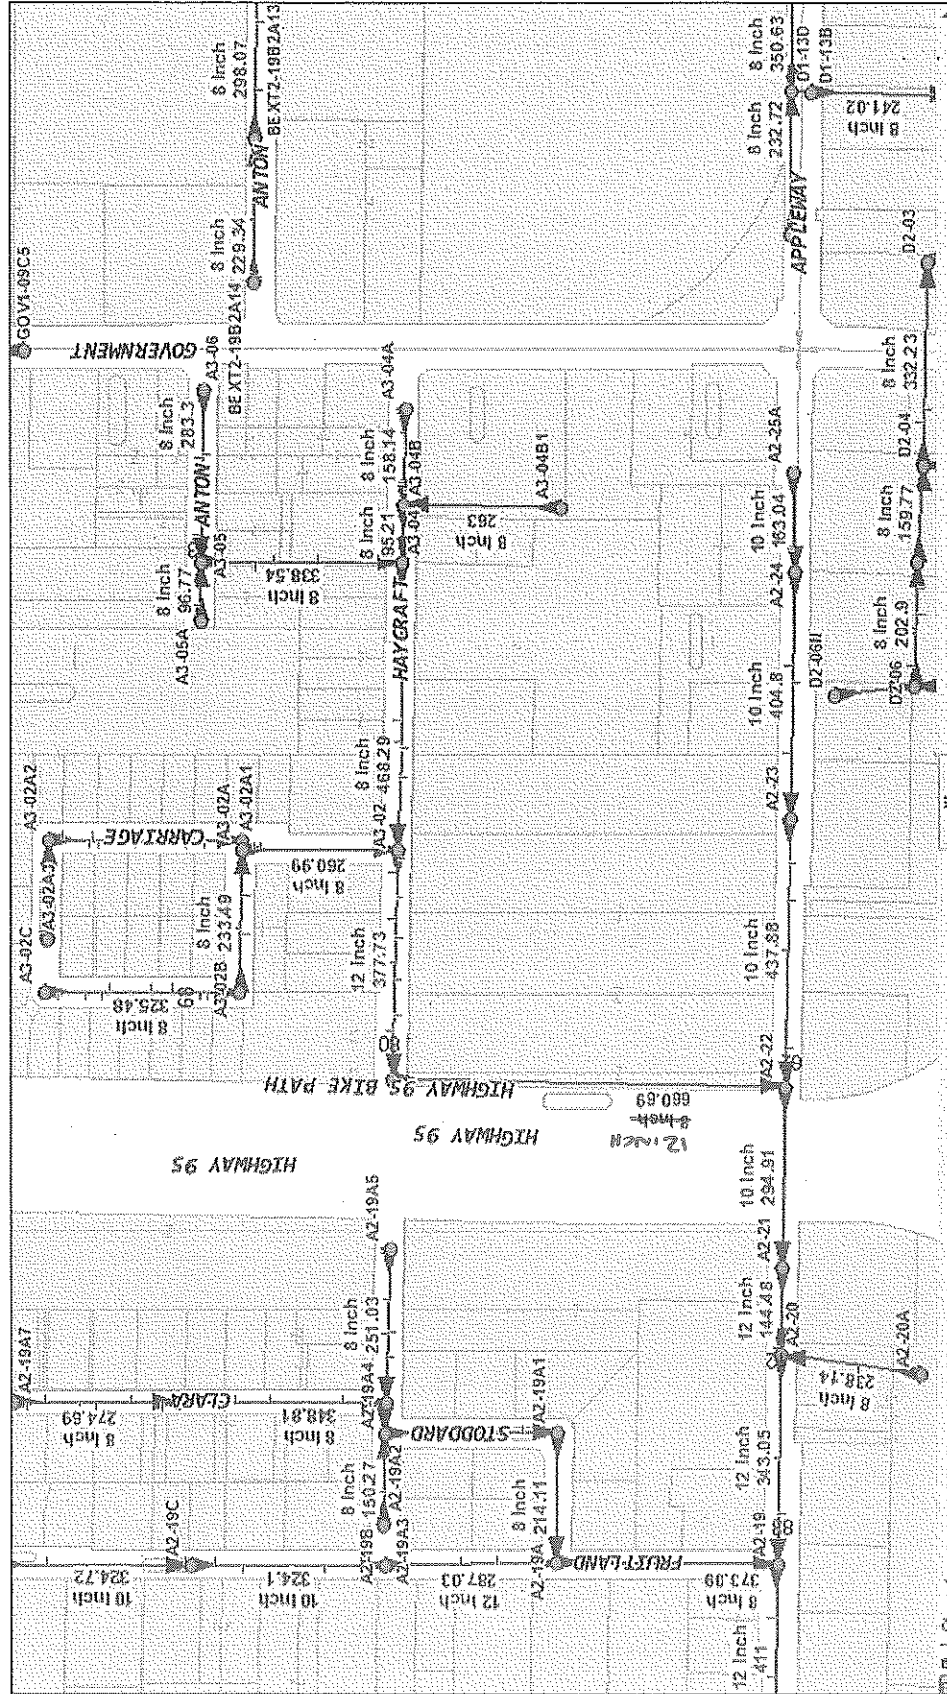 GOV1-09C5
8 Inch
298.07
BEXT2-19B2A13
ANTON
8 Inch
229.34
BEXT2-19B2A14
GOVERNMENT
A3-06
8 Inch
283.3
ANTON
A3-05
8 Inch
96.77
A3-05A
338.54
8 Inch
A3-04A
8 Inch
158.14
A3-04B
8 Inch
95.21
A3-04
263
8 Inch
A3-04B1
HAYCRAFT
8 Inch
468.29
A3-02
A3-02A2
A3-02A3
A3-02C
CARRIAGE
A3-02A
A3-02A1
8 Inch
233.49
A3-02B
325.48
8 Inch
260.99
8 Inch
12 Inch
377.73
HIGHWAY 95 BIKE PATH
HIGHWAY 95
HIGHWAY 95
660.69
8 Inch
12 INCH
8 Inch
350.63
D1-13D
D1-13B
8 Inch
232.72
241.02
8 Inch
APPLEWAY
D2-03
8 Inch
332.23
D2-04
8 Inch
159.77
8 Inch
202.9
D2-06
D2-06H
A2-25A
10 Inch
163.04
A2-24
10 Inch
404.8
A2-23
10 Inch
437.88
A2-22
10 Inch
294.91
A2-21
12 Inch
144.48
A2-20
A2-20A
238.14
8 Inch
12 Inch
343.05
A2-19
12 Inch
411
A2-19A7
274.69
8 Inch
CLARA
348.81
8 Inch
A2-19A5
8 Inch
251.03
A2-19A4
A2-19A2
8 Inch
150.27
A2-19A3
A2-19B
STODDARD
A2-19A1
8 Inch
214.11
A2-19A
A2-19C
324.72
10 Inch
324.1
10 Inch
287.03
12 Inch
FRUITLAND
373.09
8 Inch